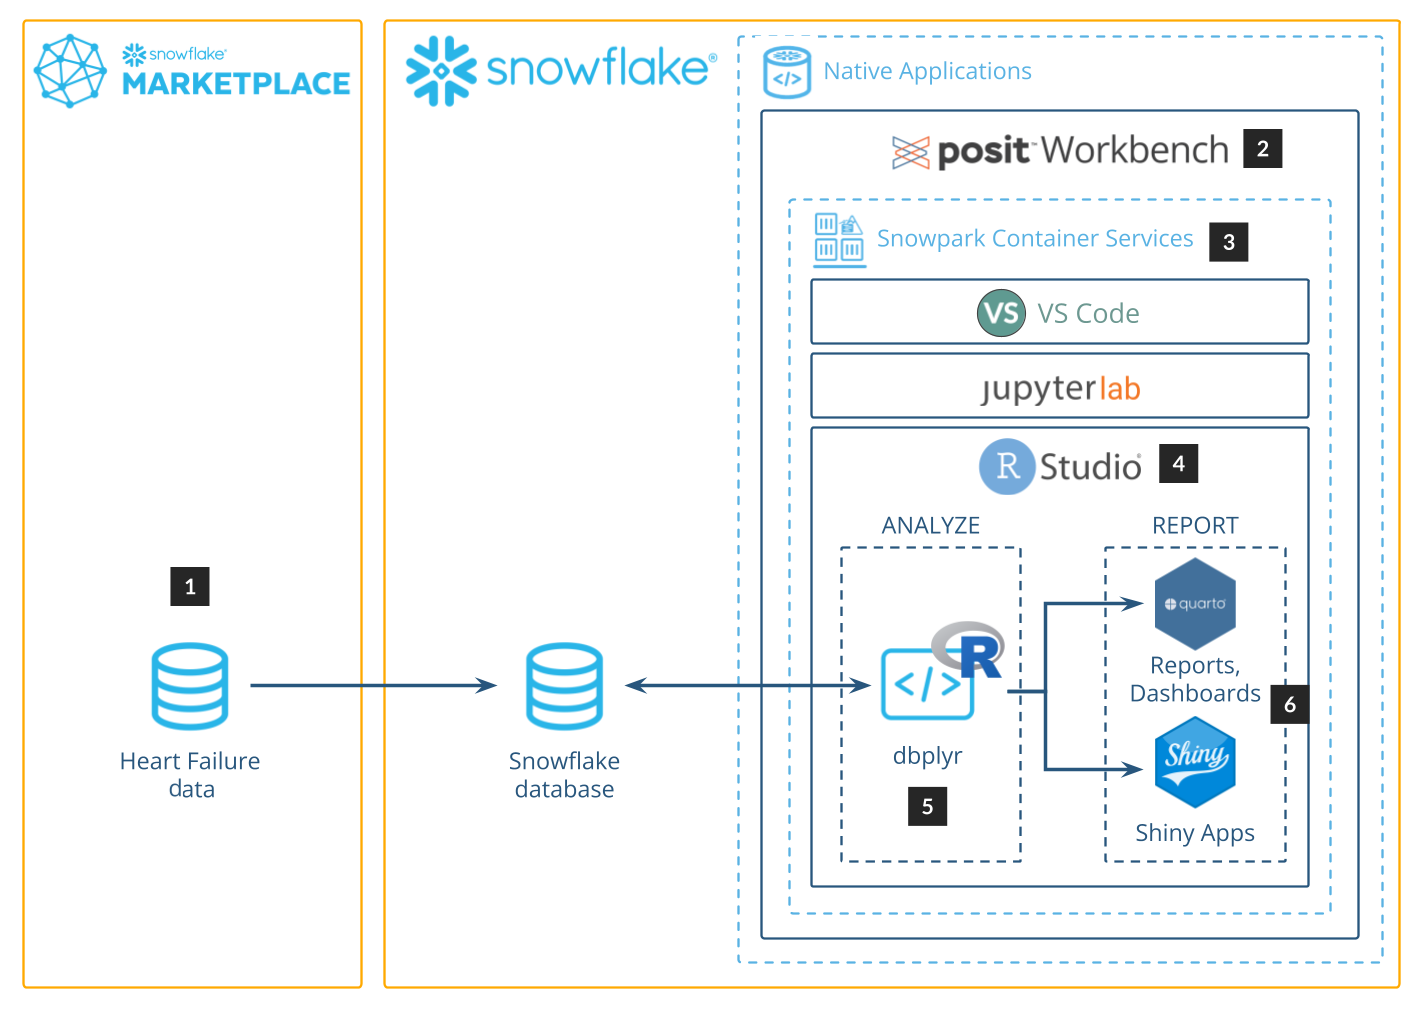 snowflake®
MARKETPLACE
snowflake®
</> Native Applications
posit™ Workbench 2
Snowpark Container Services 3
VS VS Code
jupyterlab
R Studio® 4
ANALYZE
REPORT
1
quarto
R
</>
Reports,
Dashboards
6
Shiny
Heart Failure
data
Snowflake
database
dbplyr
5
Shiny Apps